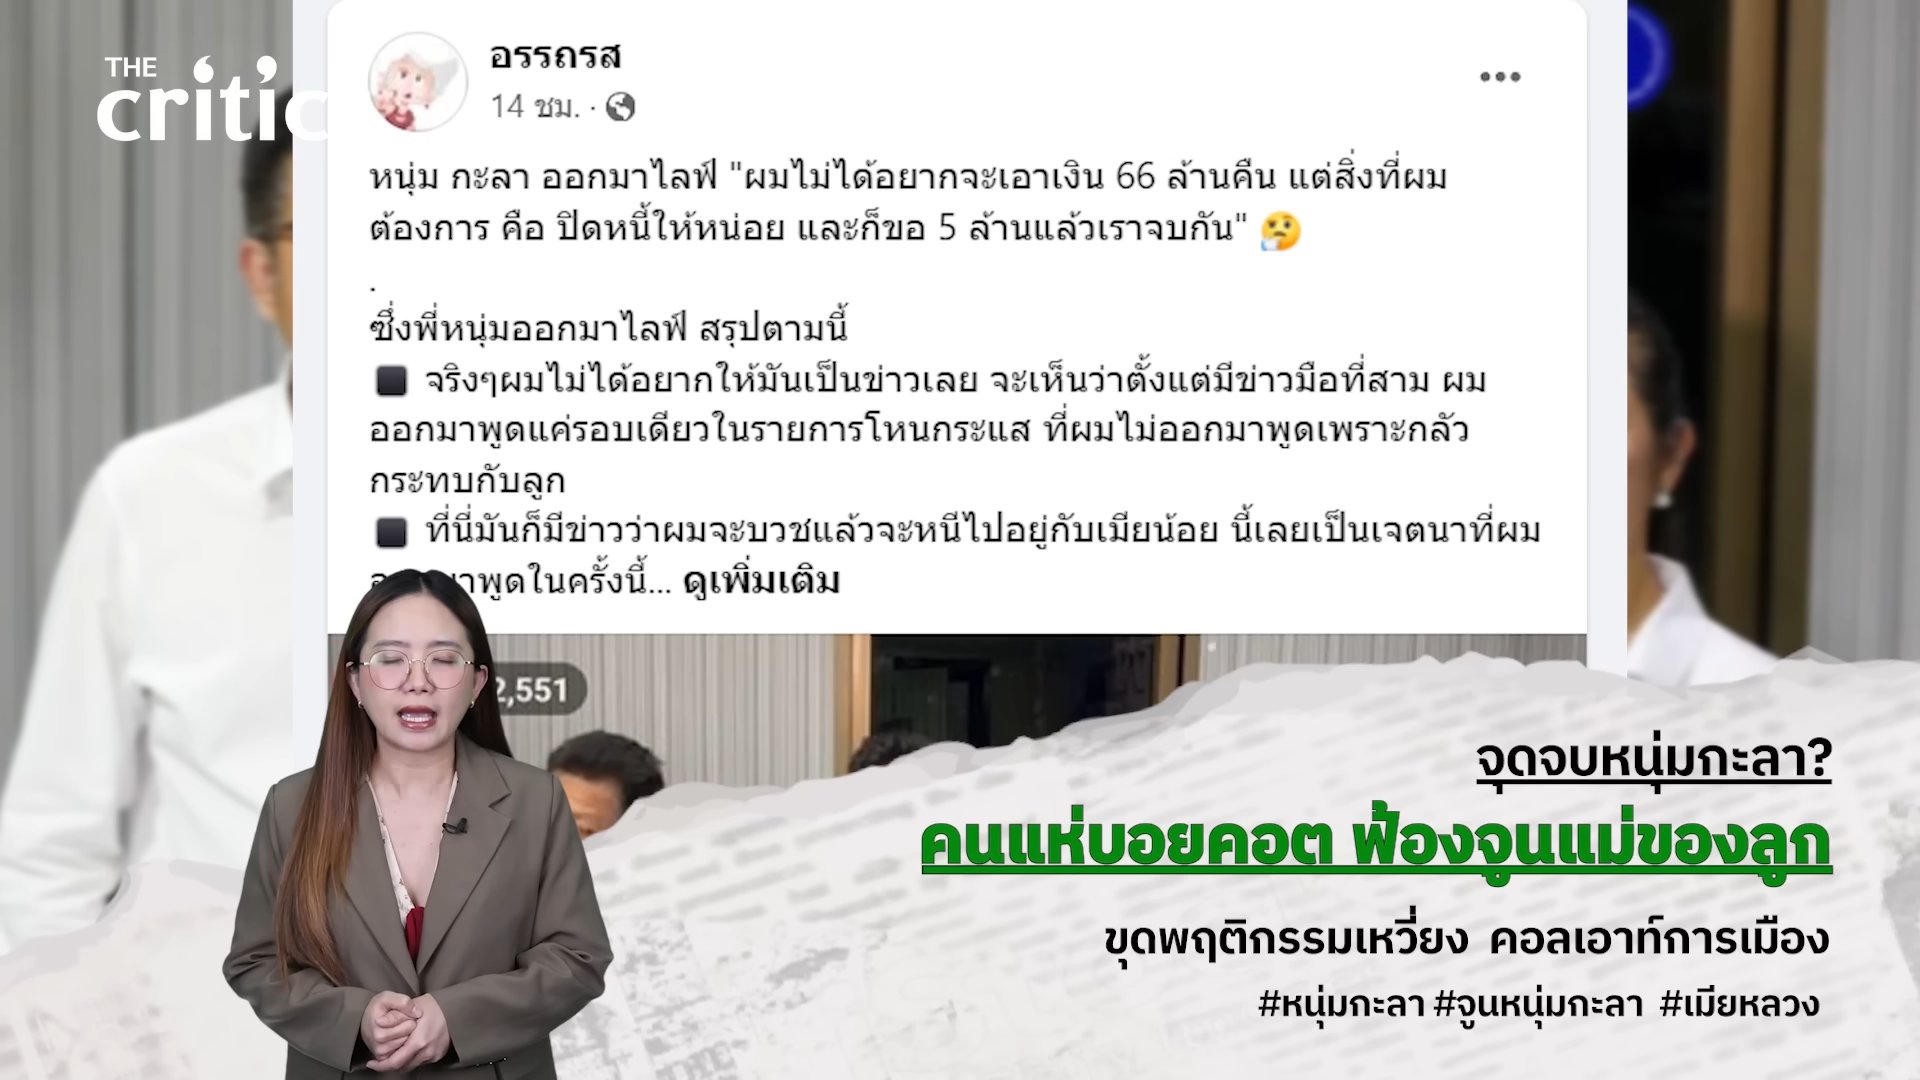 THE
critic
อรรถรส
14 ชม. ·
หนุ่ม กะลา ออกมาไลฟ์ "ผมไม่ได้อยากจะเอาเงิน 66 ล้านคืน แต่สิ่งที่ผม
ต้องการ คือ ปิดหนี้ให้หน่อย และก็ขอ 5 ล้านแล้วเราจบกัน" 🤔
.
ซึ่งพี่หนุ่มออกมาไลฟ์ สรุปตามนี้
◼ จริงๆผมไม่ได้อยากให้มันเป็นข่าวเลย จะเห็นว่าตั้งแต่มีข่าวมือที่สาม ผม
ออกมาพูดแค่รอบเดียวในรายการโหนกระแส ที่ผมไม่ออกมาพูดเพราะกลัว
กระทบกับลูก
◼ ที่นี่มันก็มีข่าวว่าผมจะบวชแล้วจะหนีไปอยู่กับเมียน้อย นี้เลยเป็นเจตนาที่ผม
าพูดในครั้งนี้... ดูเพิ่มเติม
2,551
จุดจบหนุ่มกะลา?
คนแห่บอยคอต ฟ้องจูนแม่ของลูก
ขุดพฤติกรรมเหวี่ยง คอลเอาท์การเมือง
#หนุ่มกะลา #จูนหนุ่มกะลา #เมียหลวง